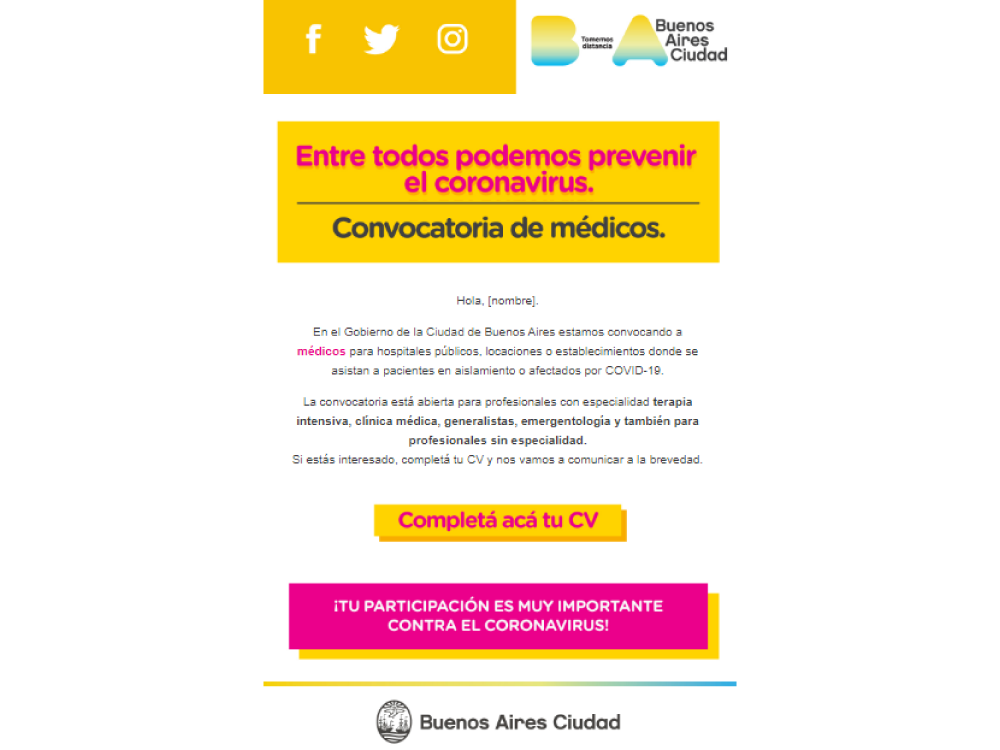 Tomemos
distancia
Buenos
Aires
Ciudad
Entre todos podemos prevenir
el coronavirus.
Convocatoria de médicos.
Hola, [nombre].
En el Gobierno de la Ciudad de Buenos Aires estamos convocando a
médicos para hospitales públicos, locaciones o establecimientos donde se
asistan a pacientes en aislamiento o afectados por COVID-19.
La convocatoria está abierta para profesionales con especialidad terapia
intensiva, clínica médica, generalistas, emergentología y también para
profesionales sin especialidad.
Si estás interesado, completá tu CV y nos vamos a comunicar a la brevedad.
Completá acá tu CV
¡TU PARTICIPACIÓN ES MUY IMPORTANTE
CONTRA EL CORONAVIRUS!
Buenos Aires Ciudad